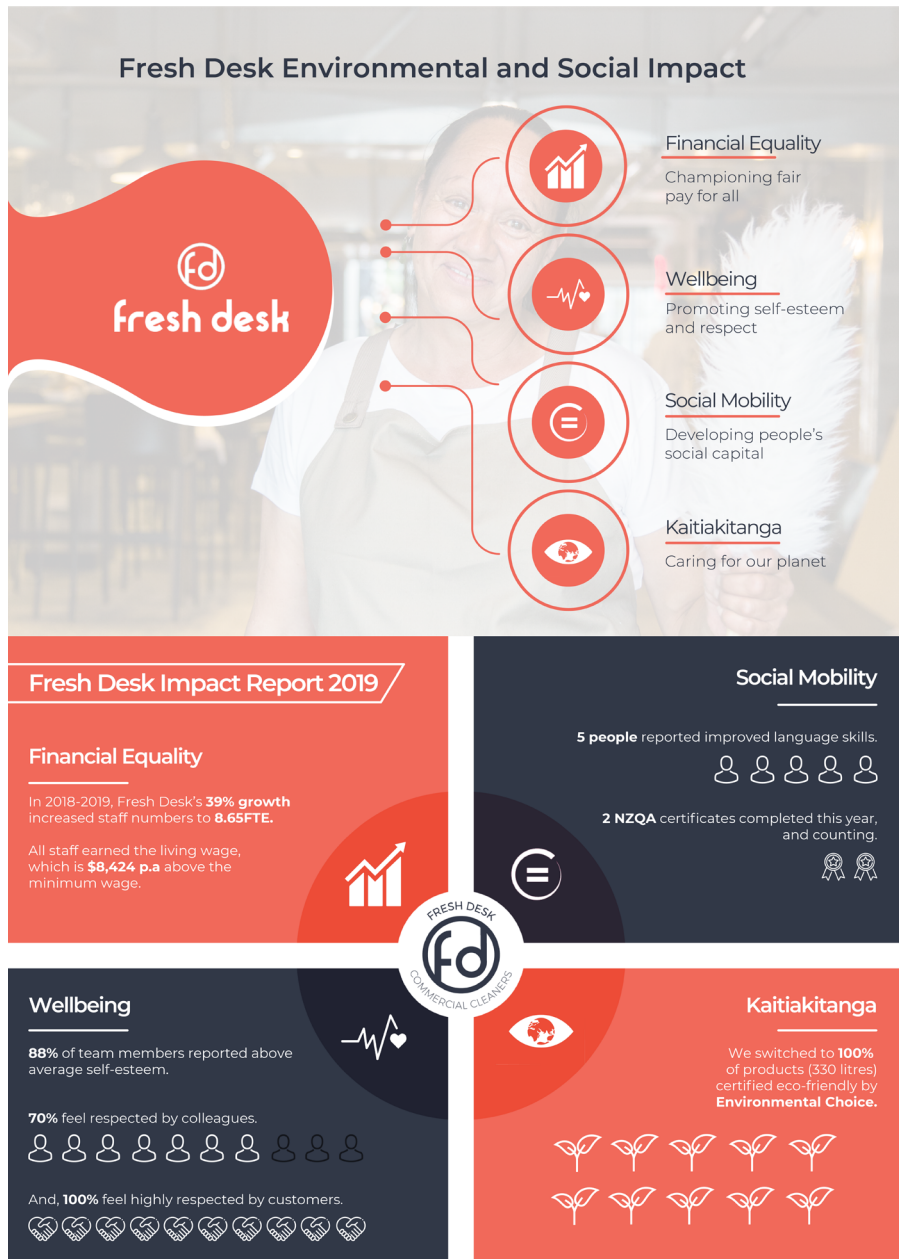 Fresh Desk Environmental and Social Impact
fd
fresh desk
Financial Equality
Championing fair
pay for all
Wellbeing
Promoting self-esteem
and respect
Social Mobility
Developing people's
social capital
Kaitiakitanga
Caring for our planet
Fresh Desk Impact Report 2019
Financial Equality
In 2018-2019, Fresh Desk's 39% growth
increased staff numbers to 8.65FTE.
All staff earned the living wage,
which is $8,424 p.a above the
minimum wage.
Social Mobility
5 people reported improved language skills.
2 NZQA certificates completed this year,
and counting.
FRESH DESK
fd
COMMERCIAL CLEANERS
Wellbeing
88% of team members reported above
average self-esteem.
70% feel respected by colleagues.
And, 100% feel highly respected by customers.
Kaitiakitanga
We switched to 100%
of products (330 litres)
certified eco-friendly by
Environmental Choice.